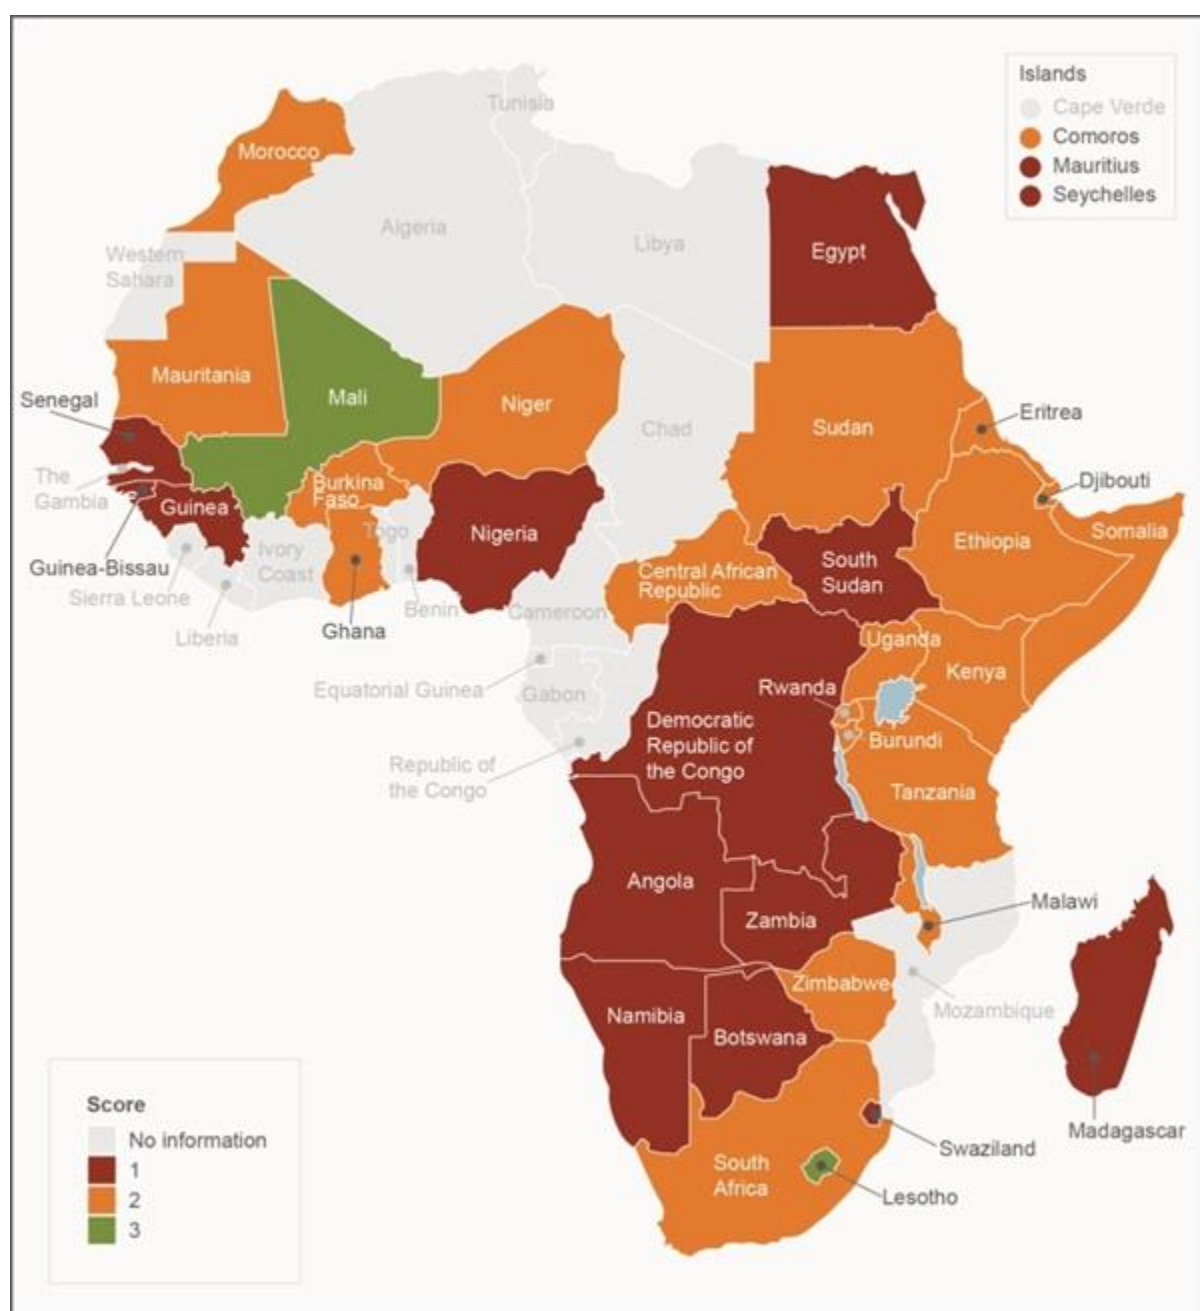 Islands
Cape Verde
Comoros
Mauritius
Seychelles
Tunisia
Morocco
Algeria
Libya
Egypt
Western
Sahara
Mauritania
Mali
Niger
Chad
Sudan
Eritrea
Senegal
The
Gambia
Guinea
Guinea-Bissau
Sierra Leone
Liberia
Ivory
Coast
Burkina
Faso
Ghana
Togo
Benin
Nigeria
Cameroon
Central African
Republic
South
Sudan
Ethiopia
Djibouti
Somalia
Equatorial Guinea
Gabon
Republic of
the Congo
Democratic
Republic of
the Congo
Uganda
Kenya
Rwanda
Burundi
Tanzania
Angola
Zambia
Malawi
Mozambique
Zimbabwe
Namibia
Botswana
Madagascar
Swaziland
South
Africa
Lesotho
Score
No information
1
2
3